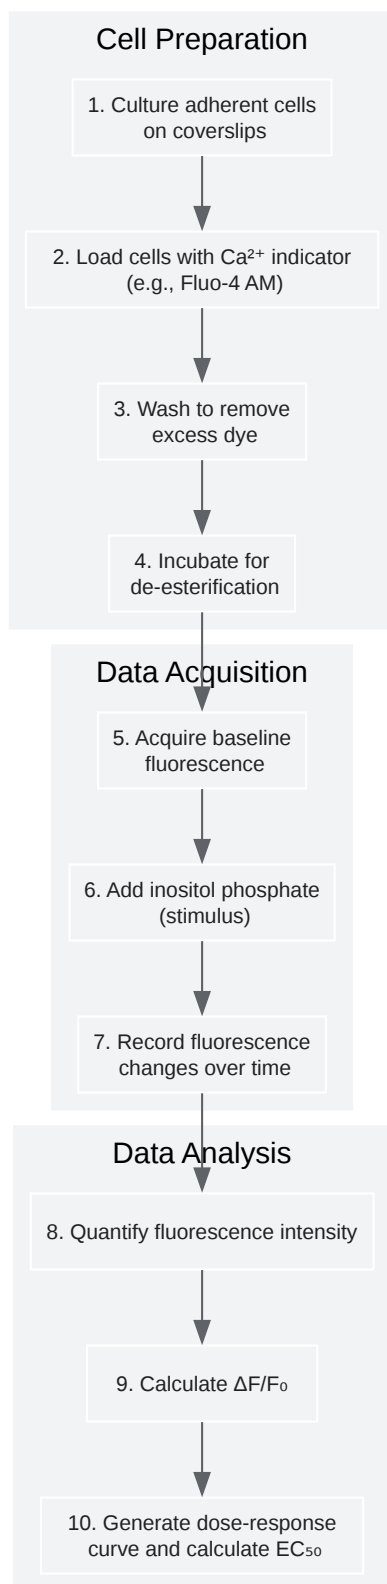 Cell Preparation
1. Culture adherent cells
on coverslips
2. Load cells with Ca²⁺ indicator
(e.g., Fluo-4 AM)
3. Wash to remove
excess dye
4. Incubate for
de-esterification
Data Acquisition
5. Acquire baseline
fluorescence
6. Add inositol phosphate
(stimulus)
7. Record fluorescence
changes over time
Data Analysis
8. Quantify fluorescence intensity
9. Calculate ΔF/F₀
10. Generate dose-response
curve and calculate EC₅₀